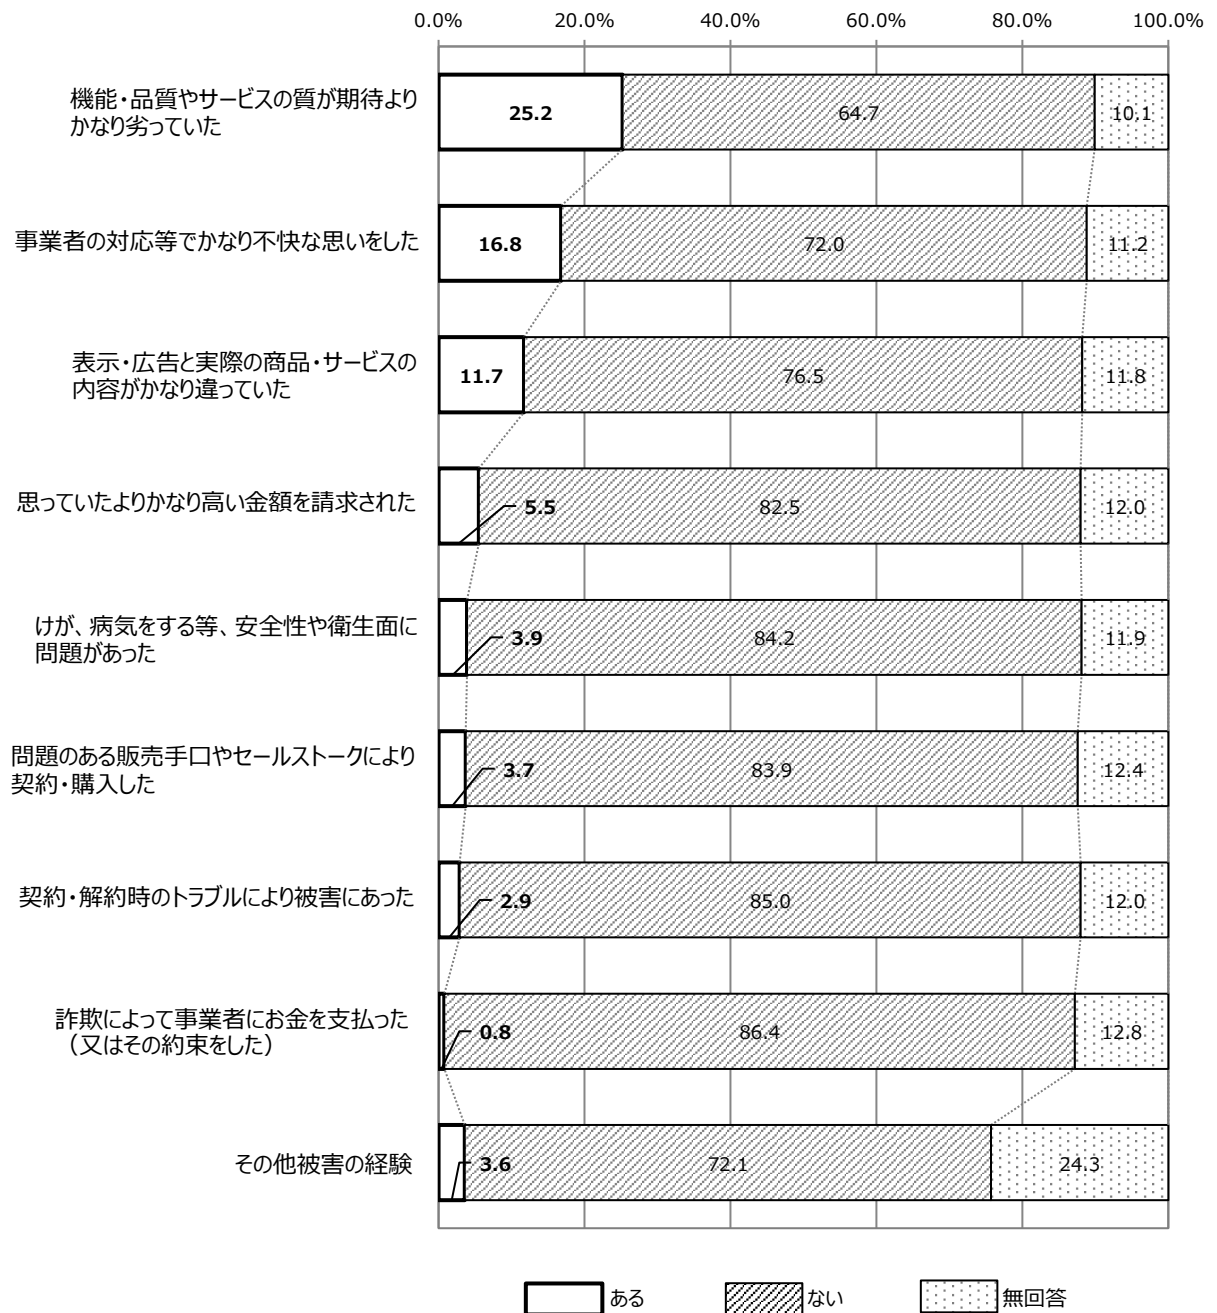 0.0% 20.0% 40.0% 60.0% 80.0% 100.0%
機能・品質やサービスの質が期待より
かなり劣っていた
25.2 64.7 10.1
事業者の対応等でかなり不快な思いをした
16.8 72.0 11.2
表示・広告と実際の商品・サービスの
内容がかなり違っていた
11.7 76.5 11.8
思っていたよりかなり高い金額を請求された
5.5 82.5 12.0
けが、病気をする等、安全性や衛生面に
問題があった
3.9 84.2 11.9
問題のある販売手口やセールストークにより
契約・購入した
3.7 83.9 12.4
契約・解約時のトラブルにより被害にあった
2.9 85.0 12.0
詐欺によって事業者にお金を支払った
（又はその約束をした）
0.8 86.4 12.8
その他被害の経験
3.6 72.1 24.3
ある ない 無回答